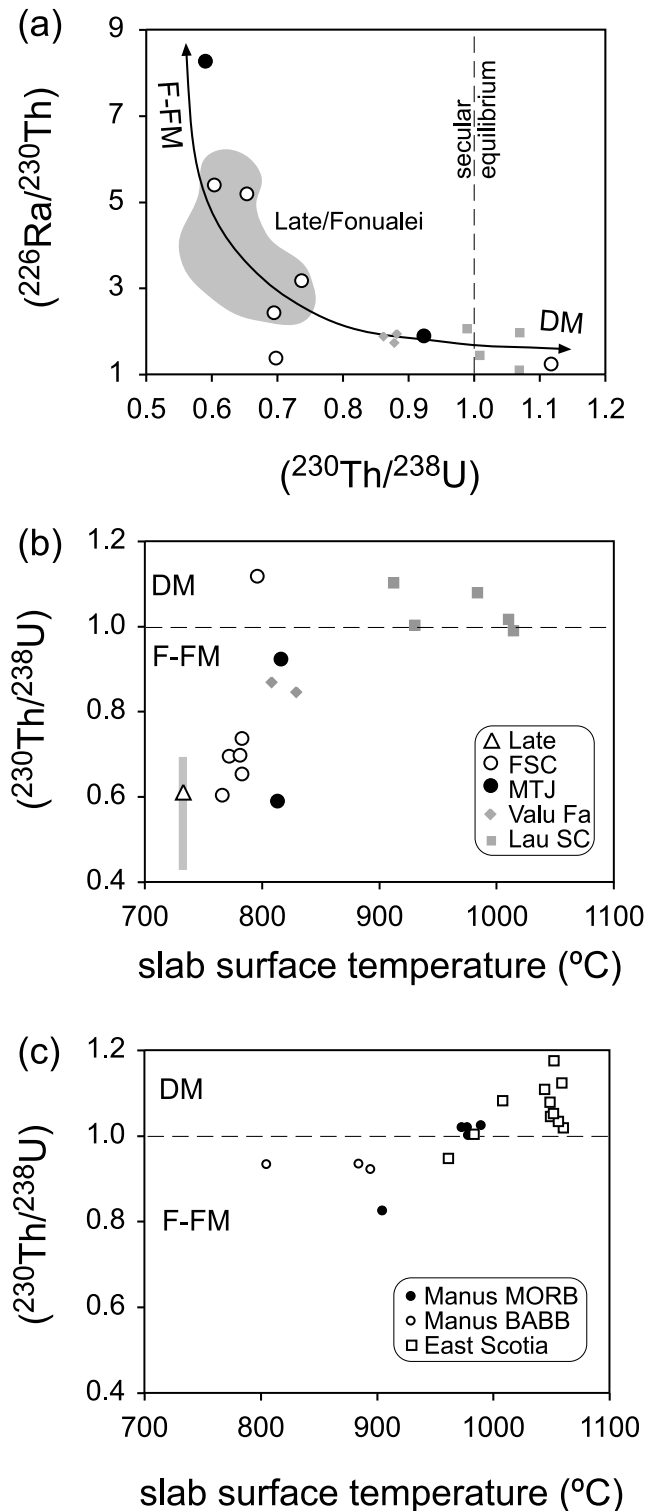 (a)
9
7
5
3
1
(²²⁶Ra/²³⁰Th)
F-FM
Late/Fonualei
secular
equilibrium
DM
0.5 0.6 0.7 0.8 0.9 1.0 1.1 1.2
(²³⁰Th/²³⁸U)
(b)
1.2
1.0
0.8
0.6
0.4
(²³⁰Th/²³⁸U)
DM
F-FM
Late
FSC
MTJ
Valu Fa
Lau SC
700 800 900 1000 1100
slab surface temperature (ºC)
(c)
1.2
1.0
0.8
0.6
0.4
(²³⁰Th/²³⁸U)
DM
F-FM
Manus MORB
Manus BABB
East Scotia
700 800 900 1000 1100
slab surface temperature (ºC)